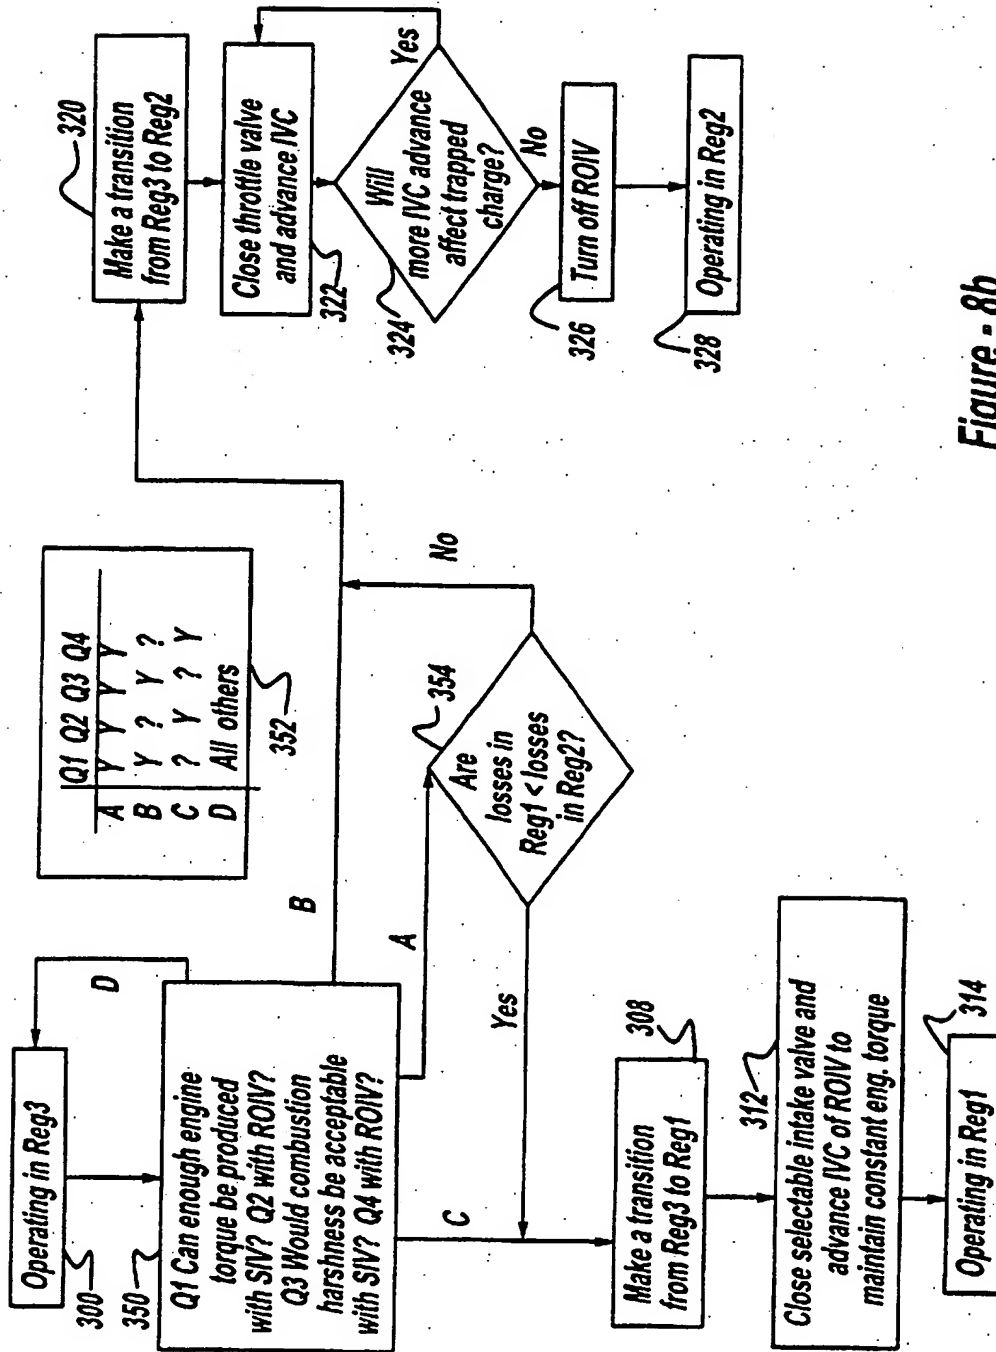 Operating in Reg3
300
D
350
Q1 Can enough engine
torque be produced
with SIV? Q2 with ROIV?
Q3 Would combustion
harshness be acceptable
with SIV? Q4 with ROIV?
Q1 Q2 Q3 Q4
A Y Y Y Y
B Y ? Y ?
C ? Y ? Y
D All others
352
B
A
C
354
Are
losses in
Reg1 < losses
in Reg2?
Yes
No
308
Make a transition
from Reg3 to Reg1
312
Close selectable intake valve and
advance IVC of ROIV to
maintain constant eng. torque
314
Operating in Reg1
320
Make a transition
from Reg3 to Reg2
Close throttle valve
and advance IVC
322
Yes
Will
more IVC advance
affect trapped
charge?
324
No
Turn off ROIV
326
Operating in Reg2
328
Figure - 8b